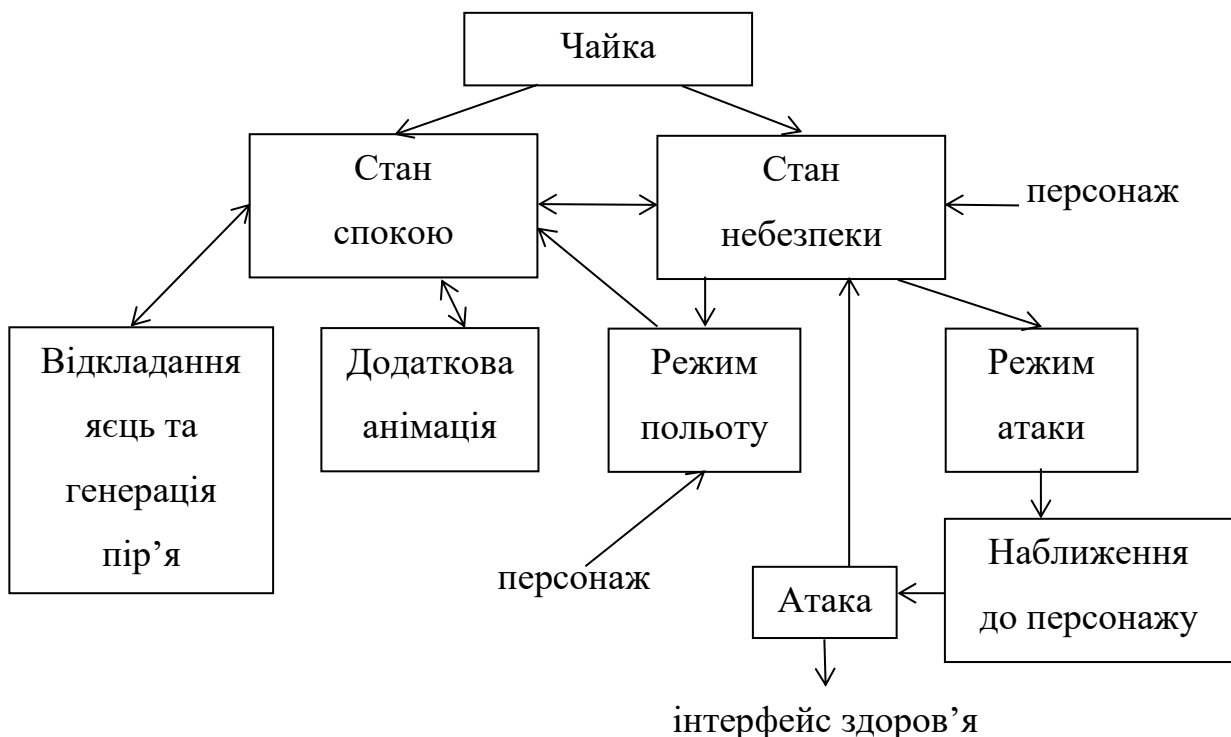 Чайка
Стан
спокою
Стан
небезпеки
персонаж
Відкладання
яєць та
генерація
пір’я
Додаткова
анімація
Режим
польоту
Режим
атаки
персонаж
Атака
Наближення
до персонажу
інтерфейс здоров’я